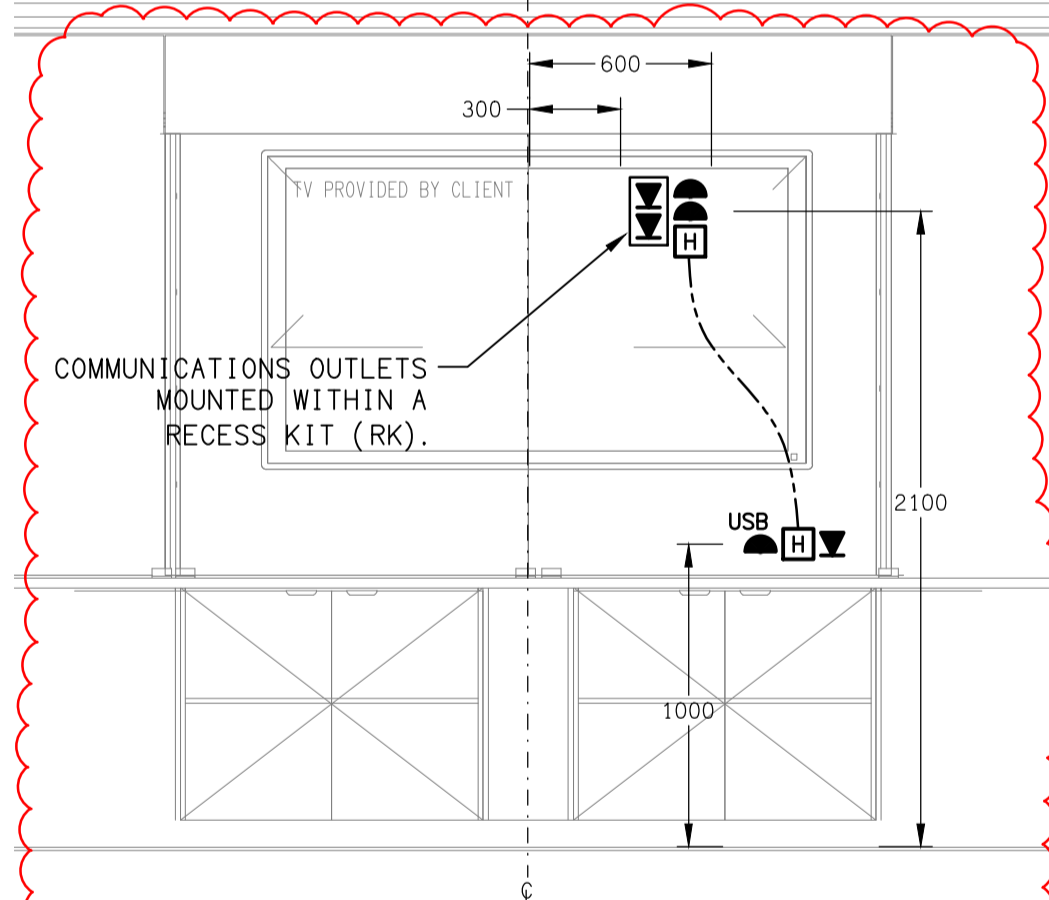 600
300
TV PROVIDED BY CLIENT
H
COMMUNICATIONS OUTLETS
MOUNTED WITHIN A
RECESS KIT (RK).
2100
USB
H
1000
℄